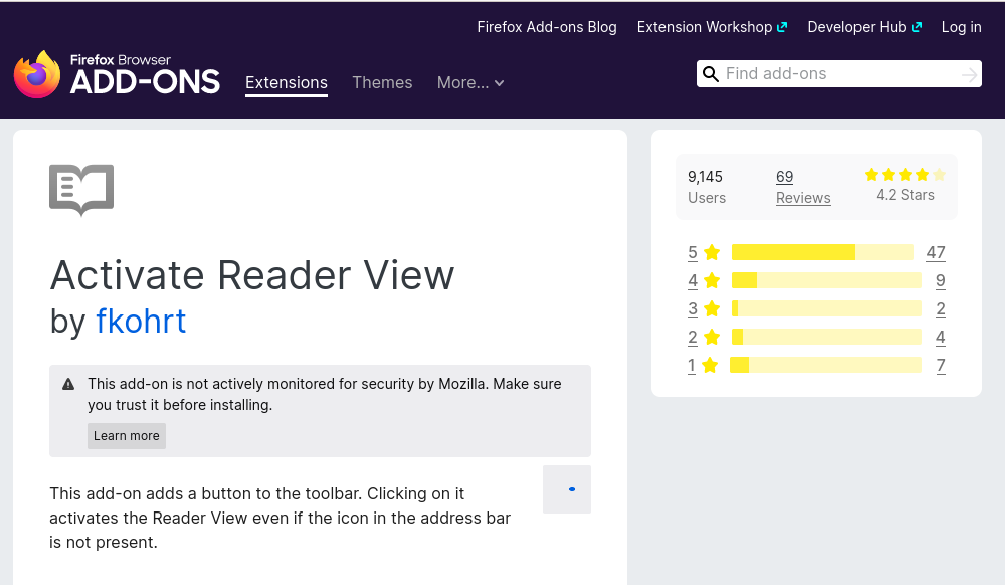 Firefox Add-ons Blog Extension Workshop Developer Hub Log in
Firefox Browser
ADD-ONS
Extensions Themes More...
Find add-ons
Activate Reader View
by fkohrt
This add-on is not actively monitored for security by Mozilla. Make sure
you trust it before installing.
Learn more
This add-on adds a button to the toolbar. Clicking on it
activates the Reader View even if the icon in the address bar
is not present.
9,145 69
Users Reviews 4.2 Stars
5 47
4 9
3 2
2 4
1 7